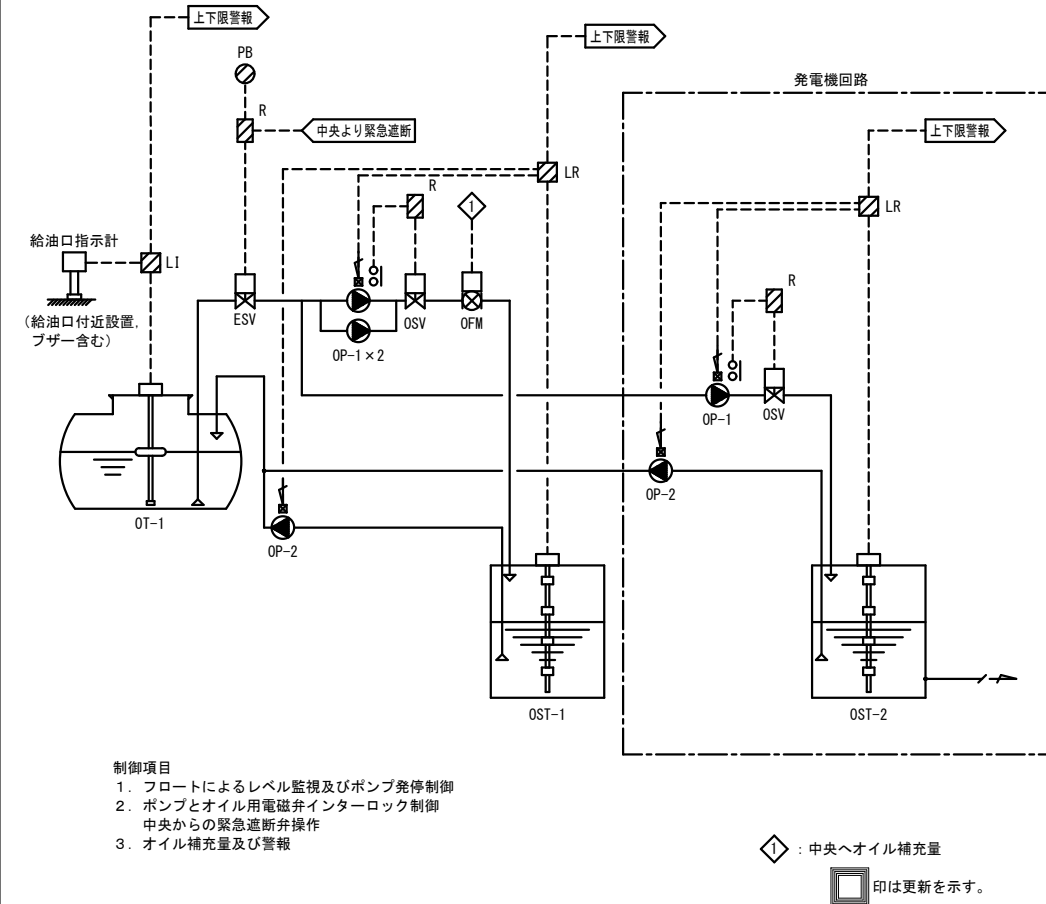 上下限警報
上下限警報
PB
発電機回路
R
中央より緊急遮断
上下限警報
LR
R
1
LR
給油口指示計
LI
R
(給油口付近設置,
ブザー含む)
ESV
OSV
OFM
OP-1×2
OP-1
OSV
OP-2
OT-1
OP-2
OST-1
OST-2
制御項目
1. フロートによるレベル監視及びポンプ発停制御
2. ポンプとオイル用電磁弁インターロック制御
中央からの緊急遮断弁操作
3. オイル補充量及び警報
1 : 中央へオイル補充量
印は更新を示す。